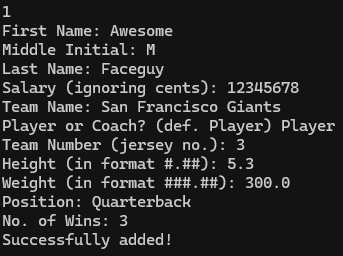 1
First Name: Awesome
Middle Initial: M
Last Name: Faceguy
Salary (ignoring cents): 12345678
Team Name: San Francisco Giants
Player or Coach? (def. Player) Player
Team Number (jersey no.): 3
Height (in format #.##): 5.3
Weight (in format ###.##): 300.0
Position: Quarterback
No. of Wins: 3
Successfully added!